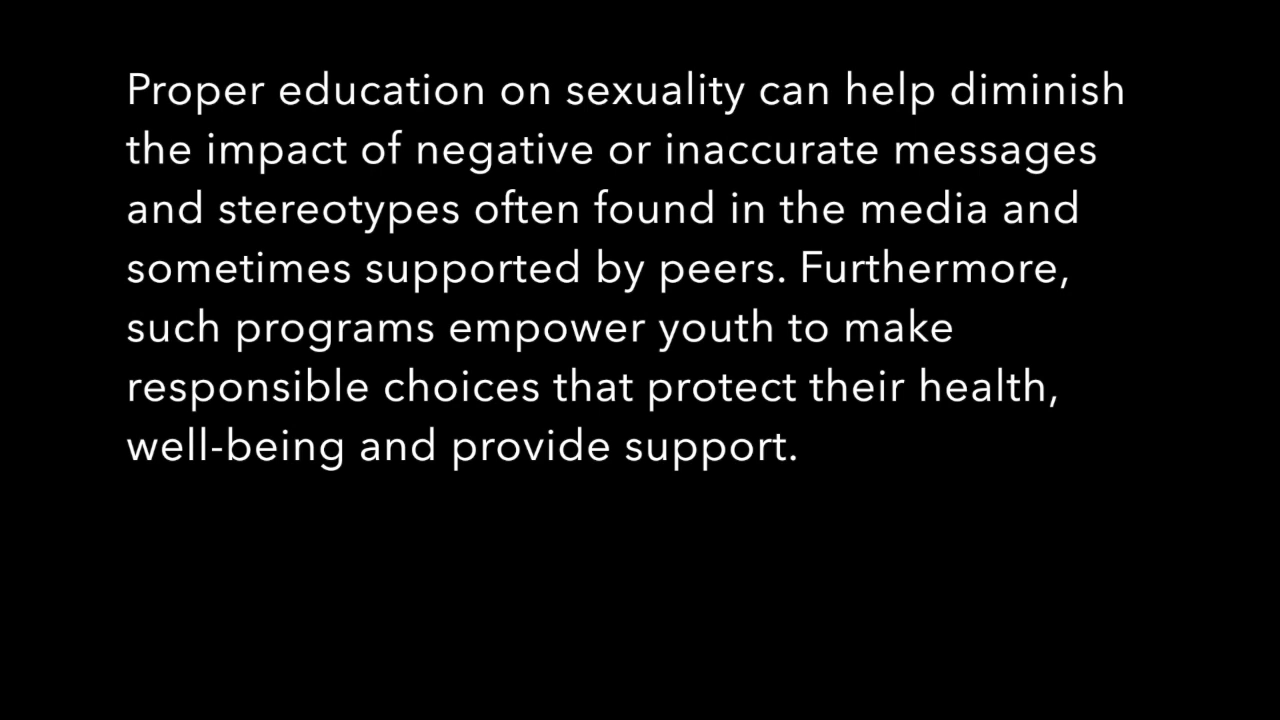 Proper education on sexuality can help diminish
the impact of negative or inaccurate messages
and stereotypes often found in the media and
sometimes supported by peers. Furthermore,
such programs empower youth to make
responsible choices that protect their health,
well-being and provide support.